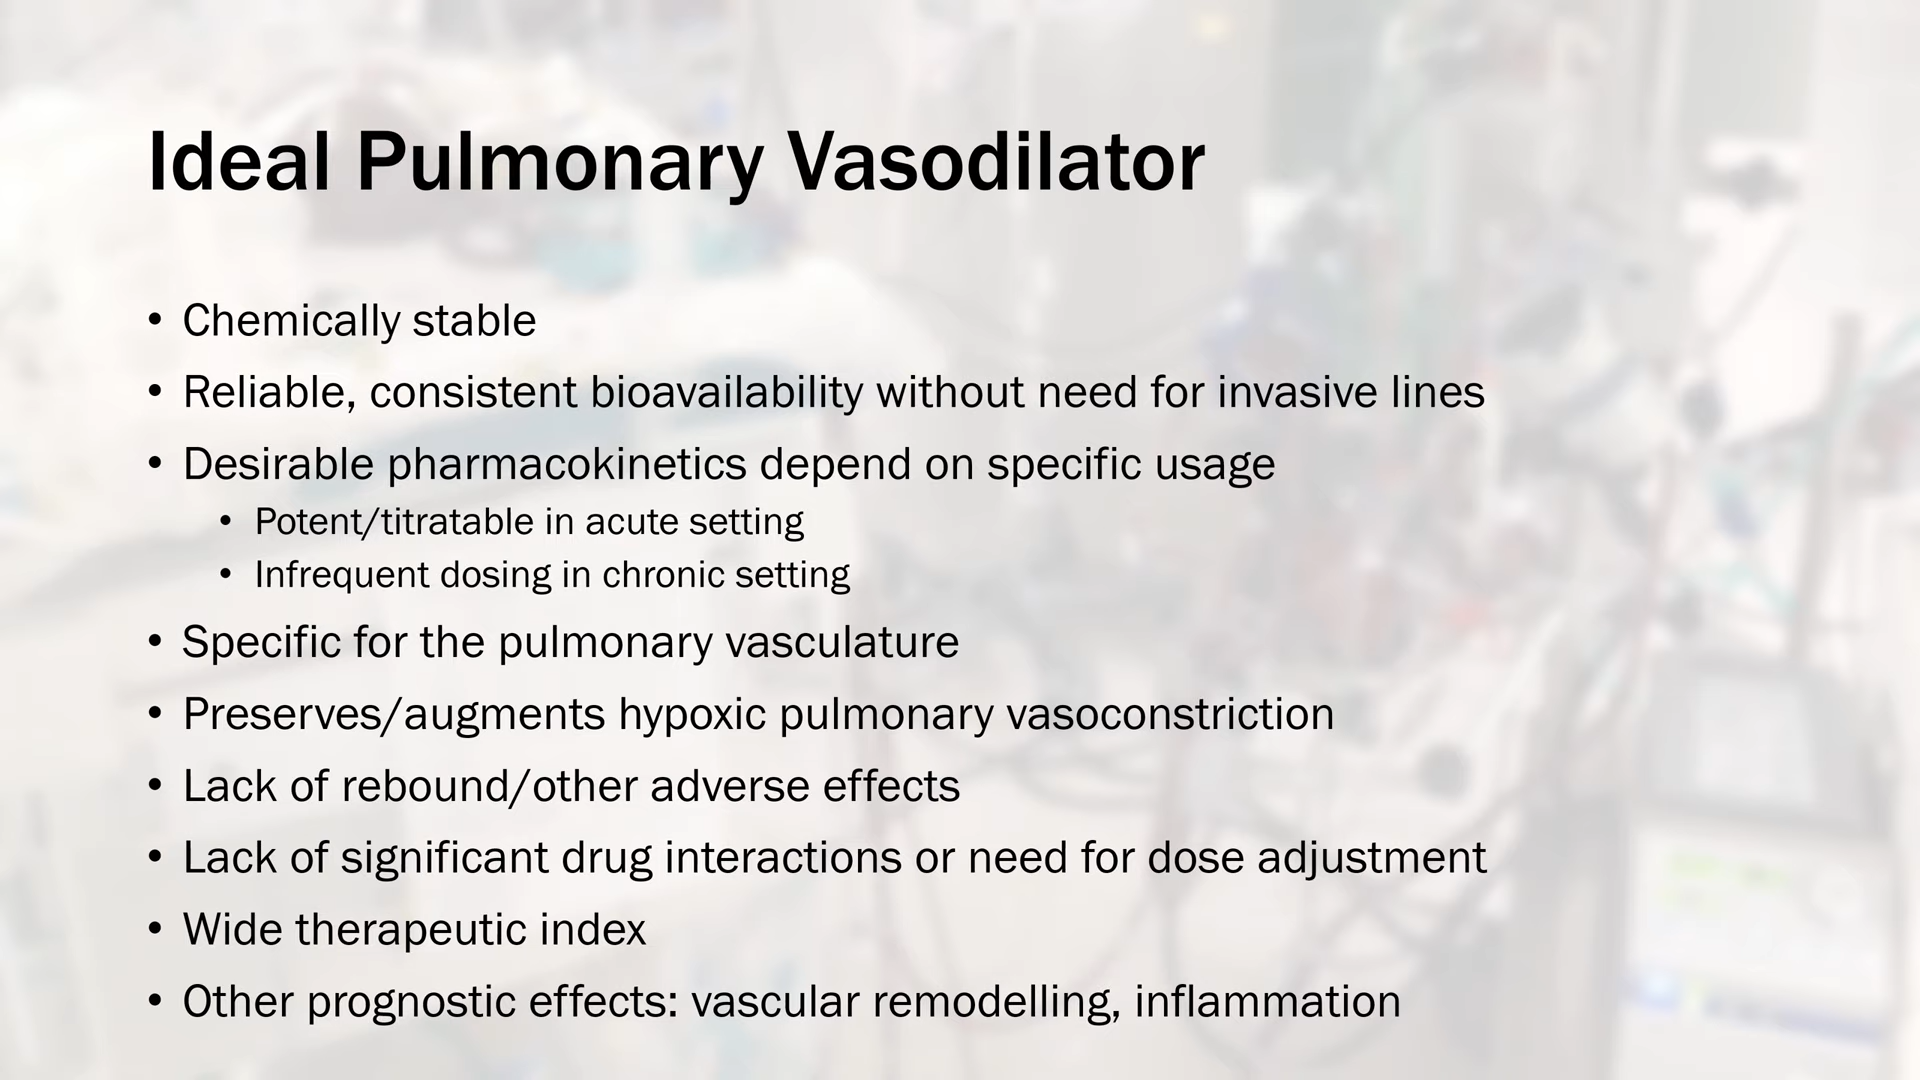 Ideal Pulmonary Vasodilator
• Chemically stable
• Reliable, consistent bioavailability without need for invasive lines
• Desirable pharmacokinetics depend on specific usage
• Potent/titratable in acute setting
• Infrequent dosing in chronic setting
• Specific for the pulmonary vasculature
• Preserves/augments hypoxic pulmonary vasoconstriction
• Lack of rebound/other adverse effects
• Lack of significant drug interactions or need for dose adjustment
• Wide therapeutic index
• Other prognostic effects: vascular remodelling, inflammation